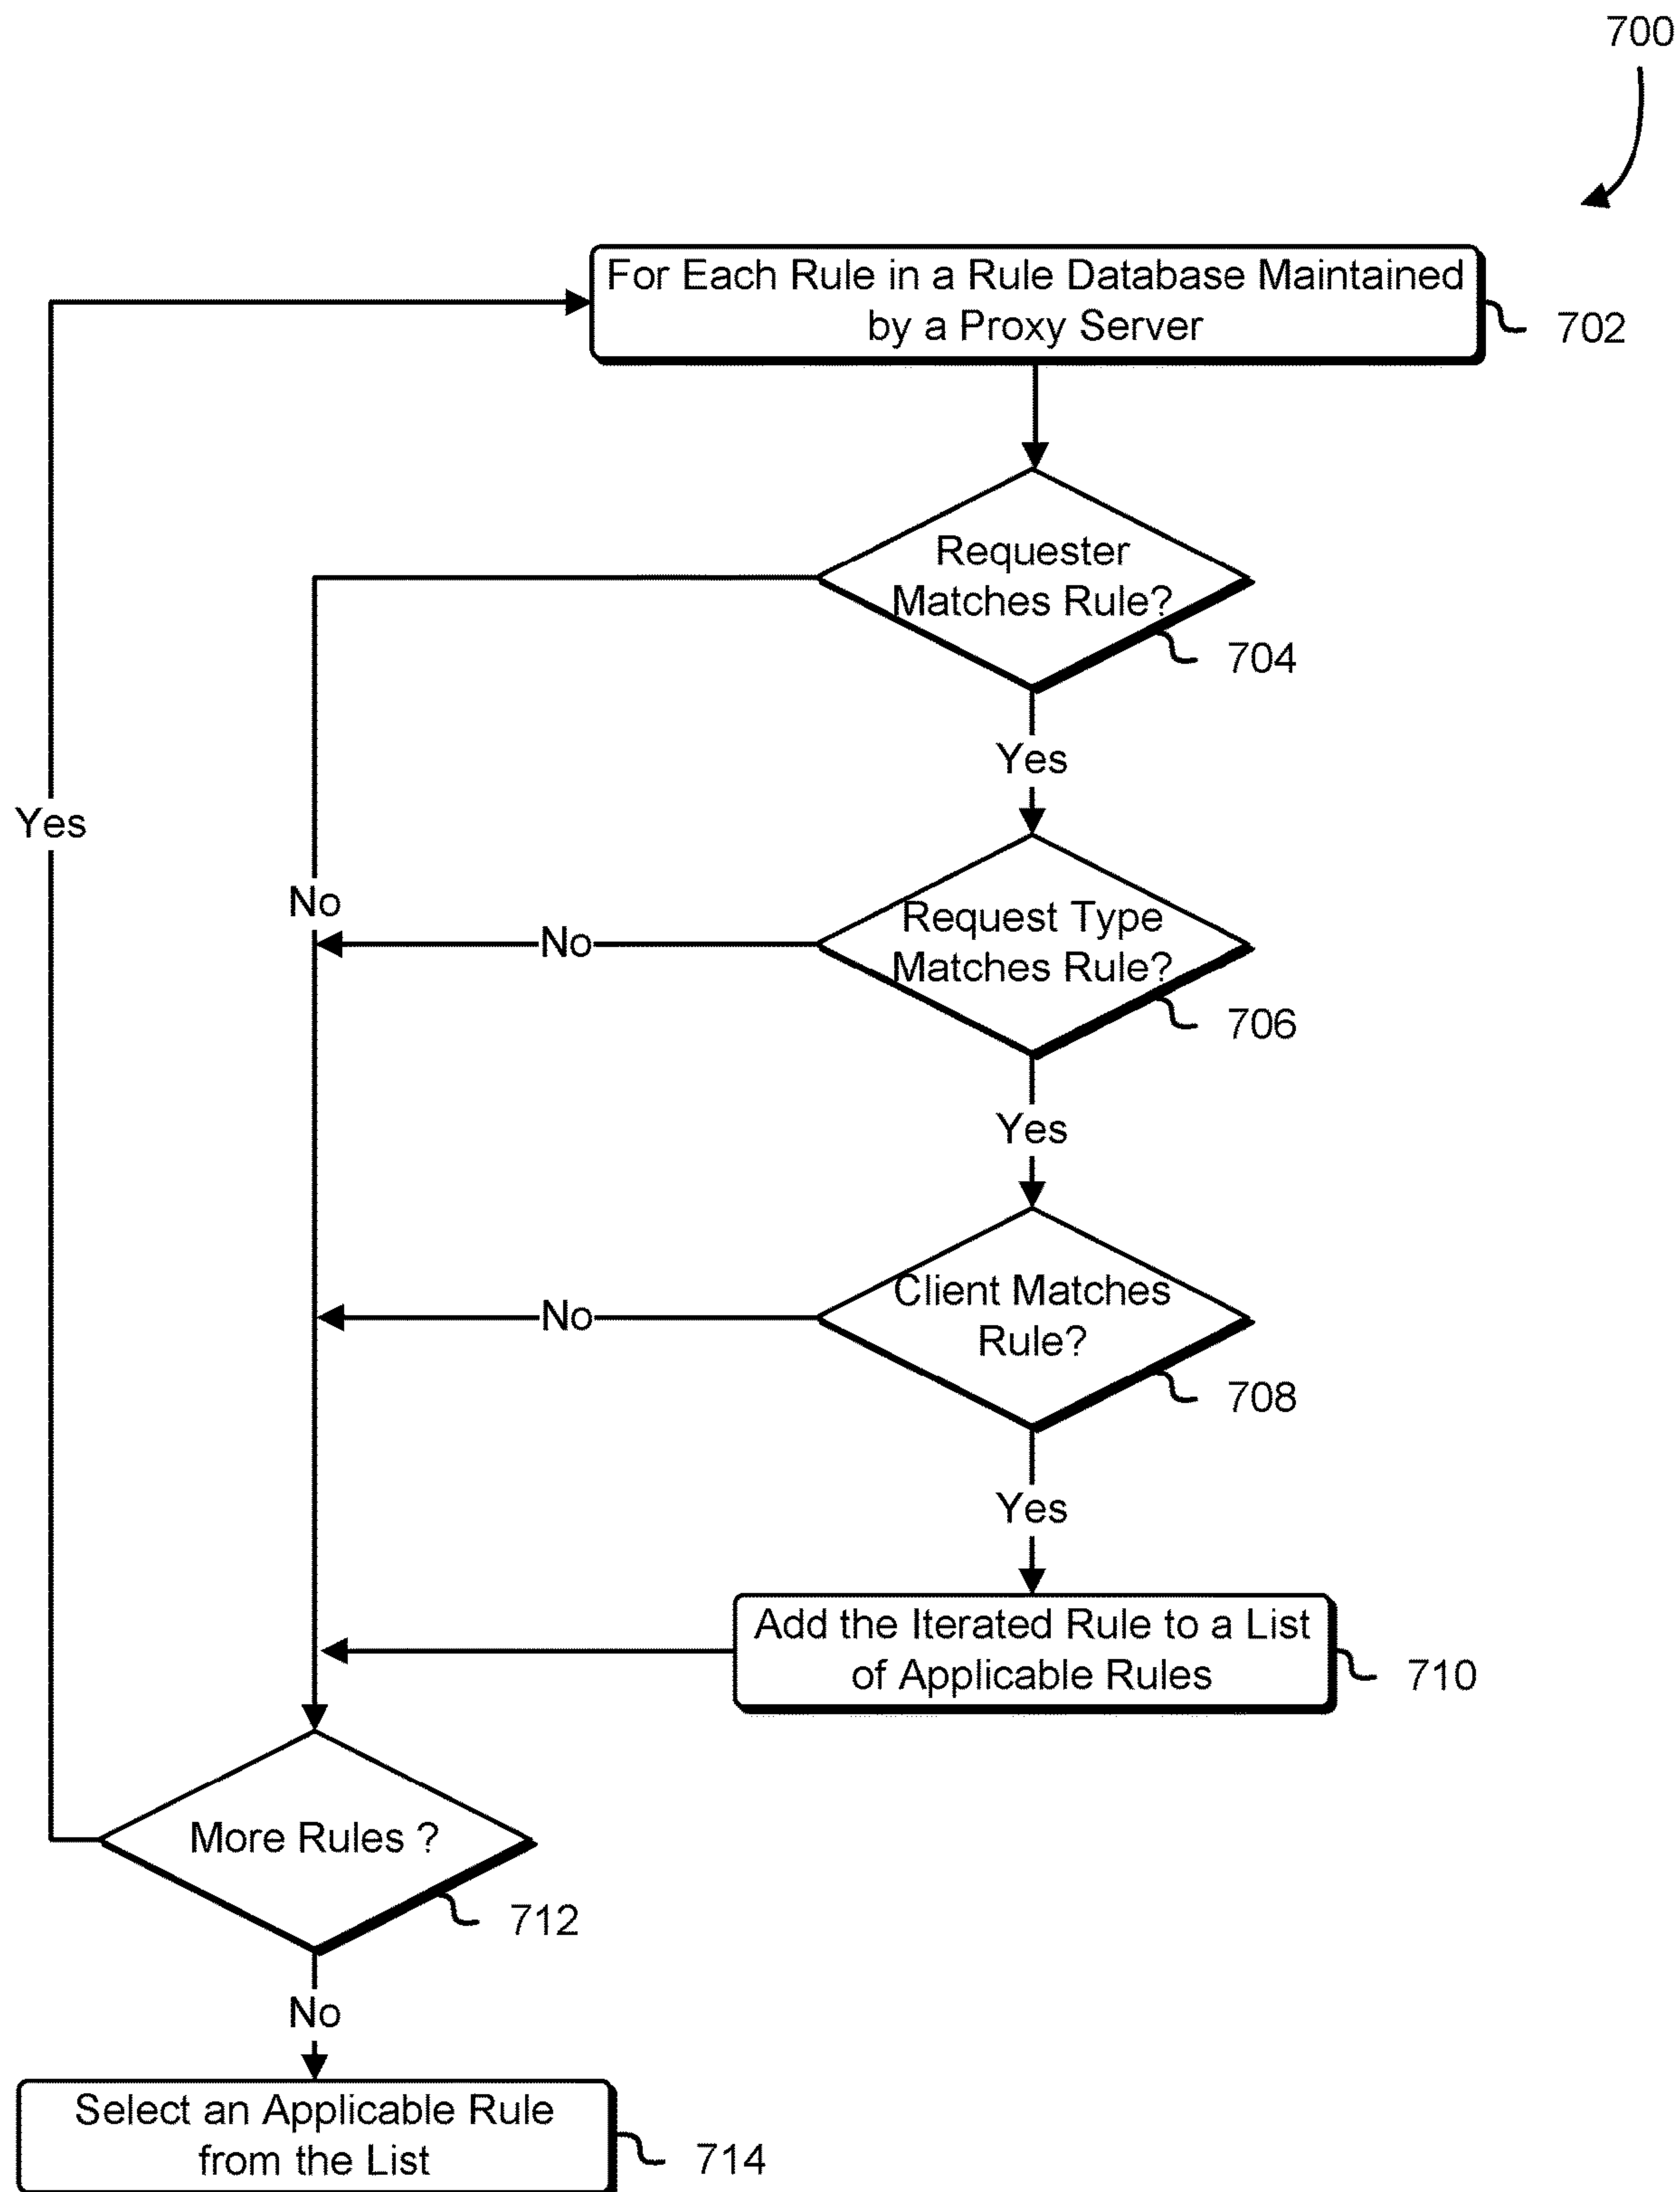 700
For Each Rule in a Rule Database Maintained
by a Proxy Server
702
Requester
Matches Rule?
704
Yes
Yes
No
Request Type
Matches Rule?
No
706
Yes
Client Matches
Rule?
No
708
Yes
Add the Iterated Rule to a List
of Applicable Rules
710
More Rules ?
712
No
Select an Applicable Rule
from the List
714